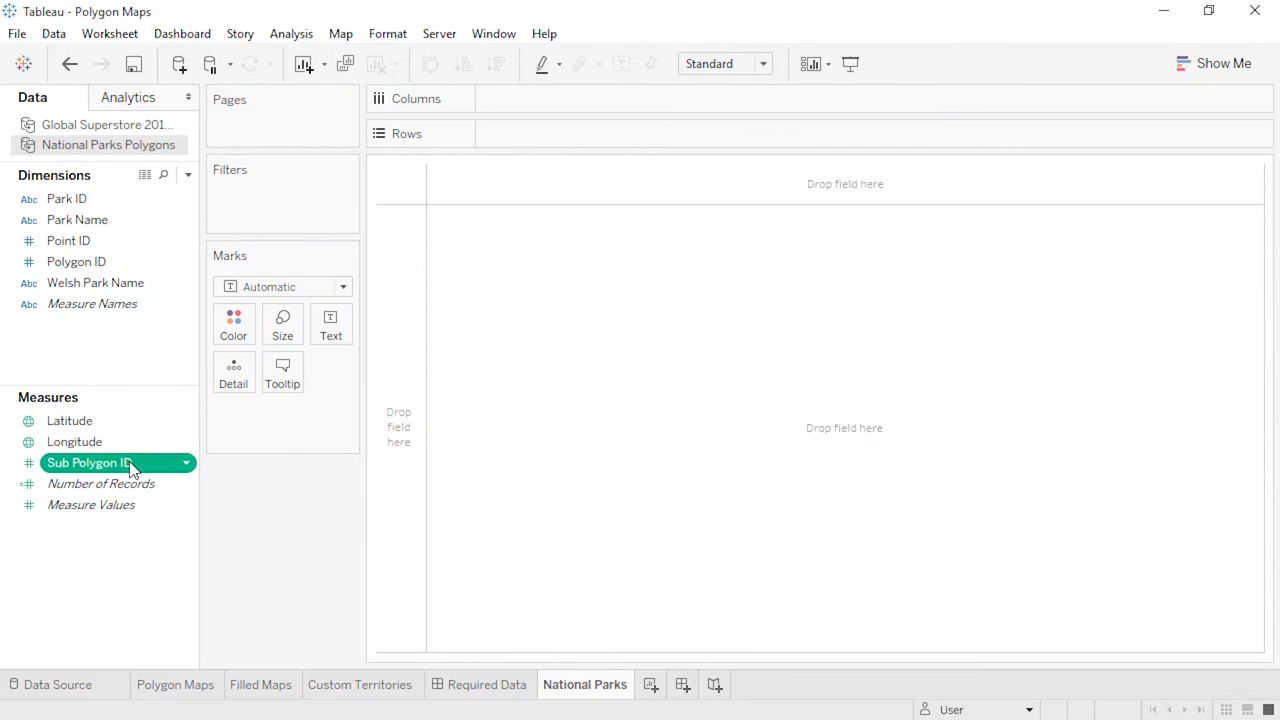 Tableau - Polygon Maps
File Data Worksheet Dashboard Story Analysis Map Format Server Window Help
Standard
Show Me
Data
Analytics
Global Superstore 201...
National Parks Polygons
Dimensions
Abc Park ID
Abc Park Name
# Point ID
# Polygon ID
Abc Welsh Park Name
Abc Measure Names
Measures
Latitude
Longitude
# Sub Polygon ID
=# Number of Records
# Measure Values
Pages
Filters
Marks
T Automatic
Color Size Text
Detail Tooltip
Columns
Rows
Drop field here
Drop
field
here
Drop field here
Data Source Polygon Maps Filled Maps Custom Territories Required Data National Parks
User